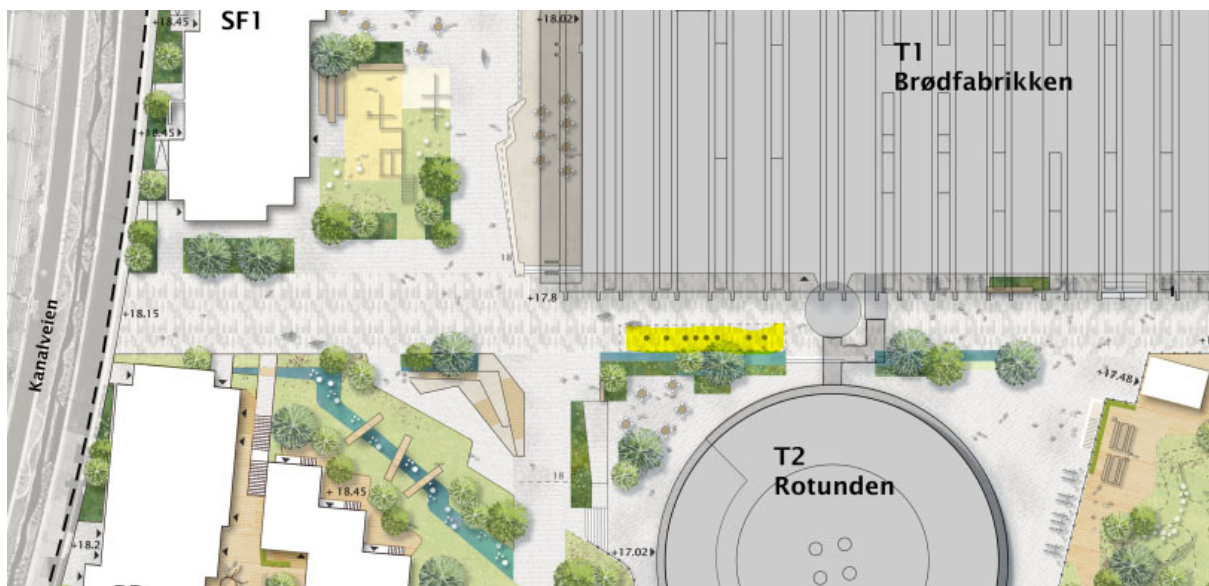 +18.45
SF1
+18.02
T1
Brødfabrikken
+18.45
18
+17.8
+18.15
Kanalveien
+17.48
T2
Rotunden
18
+ 18.45
+18.2
+17.02